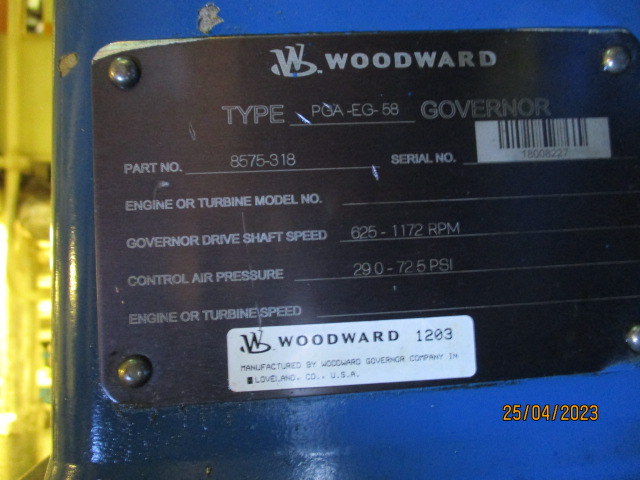 WOODWARD
TYPE PGA-EG-58 GOVERNOR
PART NO. 8575-318 SERIAL NO. 18008227
ENGINE OR TURBINE MODEL NO.
GOVERNOR DRIVE SHAFT SPEED 625-1172 RPM
CONTROL AIR PRESSURE 29.0-72.5 PSI
ENGINE OR TURBINE SPEED
WOODWARD 1203
MANUFACTURED BY WOODWARD GOVERNOR COMPANY IN
LOVELAND, CO., U.S.A.
25/04/2023